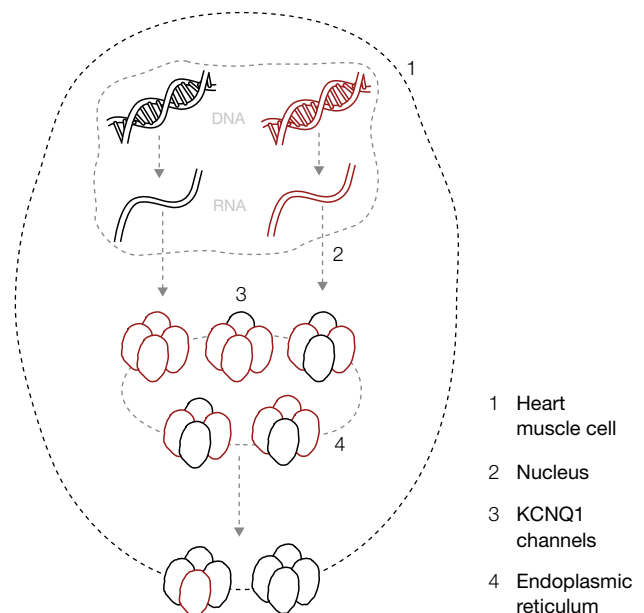 1
DNA
RNA
2
3
4
1 Heart
muscle cell
2 Nucleus
3 KCNQ1
channels
4 Endoplasmic
reticulum